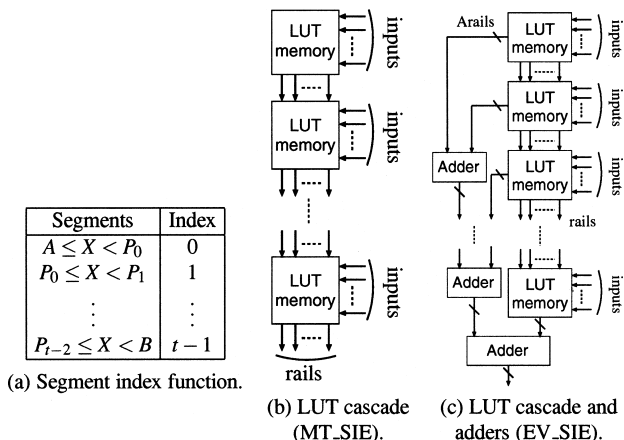 Segments Index
A ≤ X < P0 0
P0 ≤ X < P1 1
⋮ ⋮
Pt−2 ≤ X < B t − 1
(a) Segment index function.
LUT memory
inputs
LUT memory
inputs
LUT memory
inputs
rails
(b) LUT cascade
(MT_SIE).
Arails
LUT memory
inputs
LUT memory
inputs
Adder
LUT memory
inputs
rails
Adder
LUT memory
inputs
Adder
(c) LUT cascade and
adders (EV_SIE).